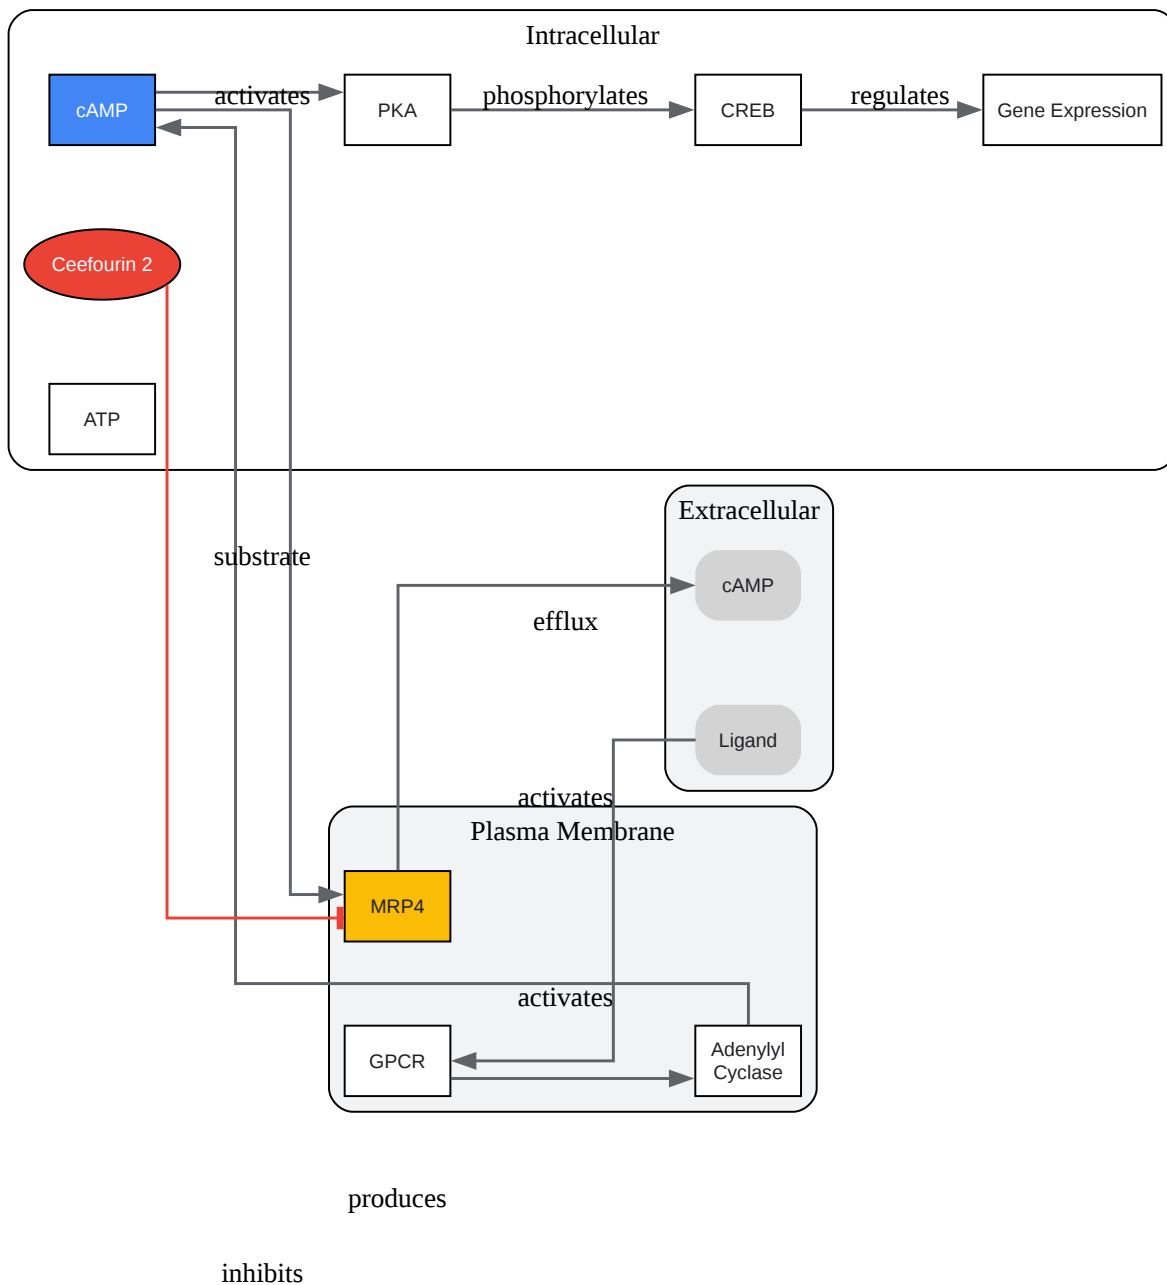 Intracellular
cAMP
activates
PKA
phosphorylates
CREB
regulates
Gene Expression
Ceefourin 2
ATP
Extracellular
substrate
cAMP
efflux
Ligand
activates
Plasma Membrane
MRP4
activates
GPCR
Adenylyl
Cyclase
produces
inhibits